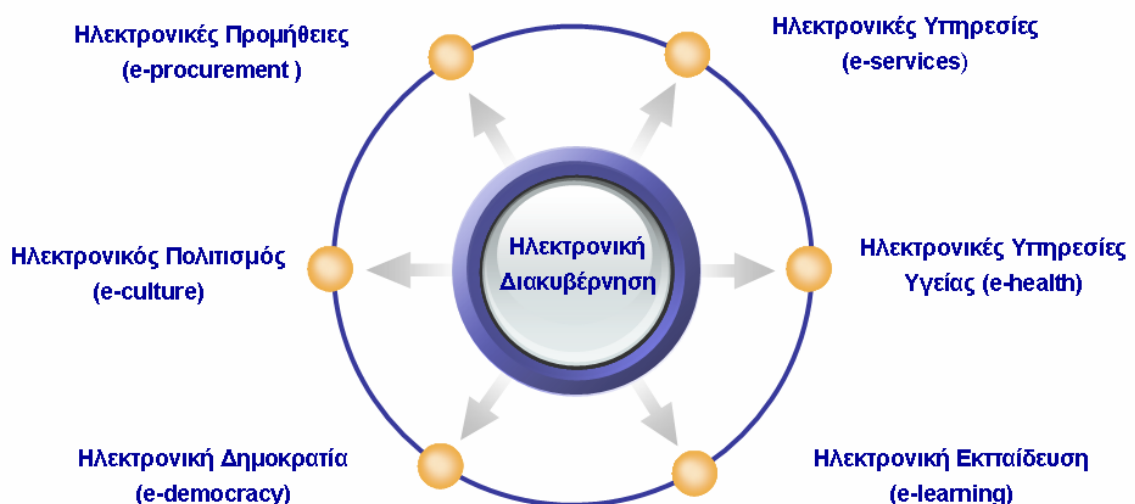 Ηλεκτρονικές Προμήθειες
(e-procurement )
Ηλεκτρονικές Υπηρεσίες
(e-services)
Ηλεκτρονικός Πολιτισμός
(e-culture)
Ηλεκτρονική
Διακυβέρνηση
Ηλεκτρονικές Υπηρεσίες
Υγείας (e-health)
Ηλεκτρονική Δημοκρατία
(e-democracy)
Ηλεκτρονική Εκπαίδευση
(e-learning)